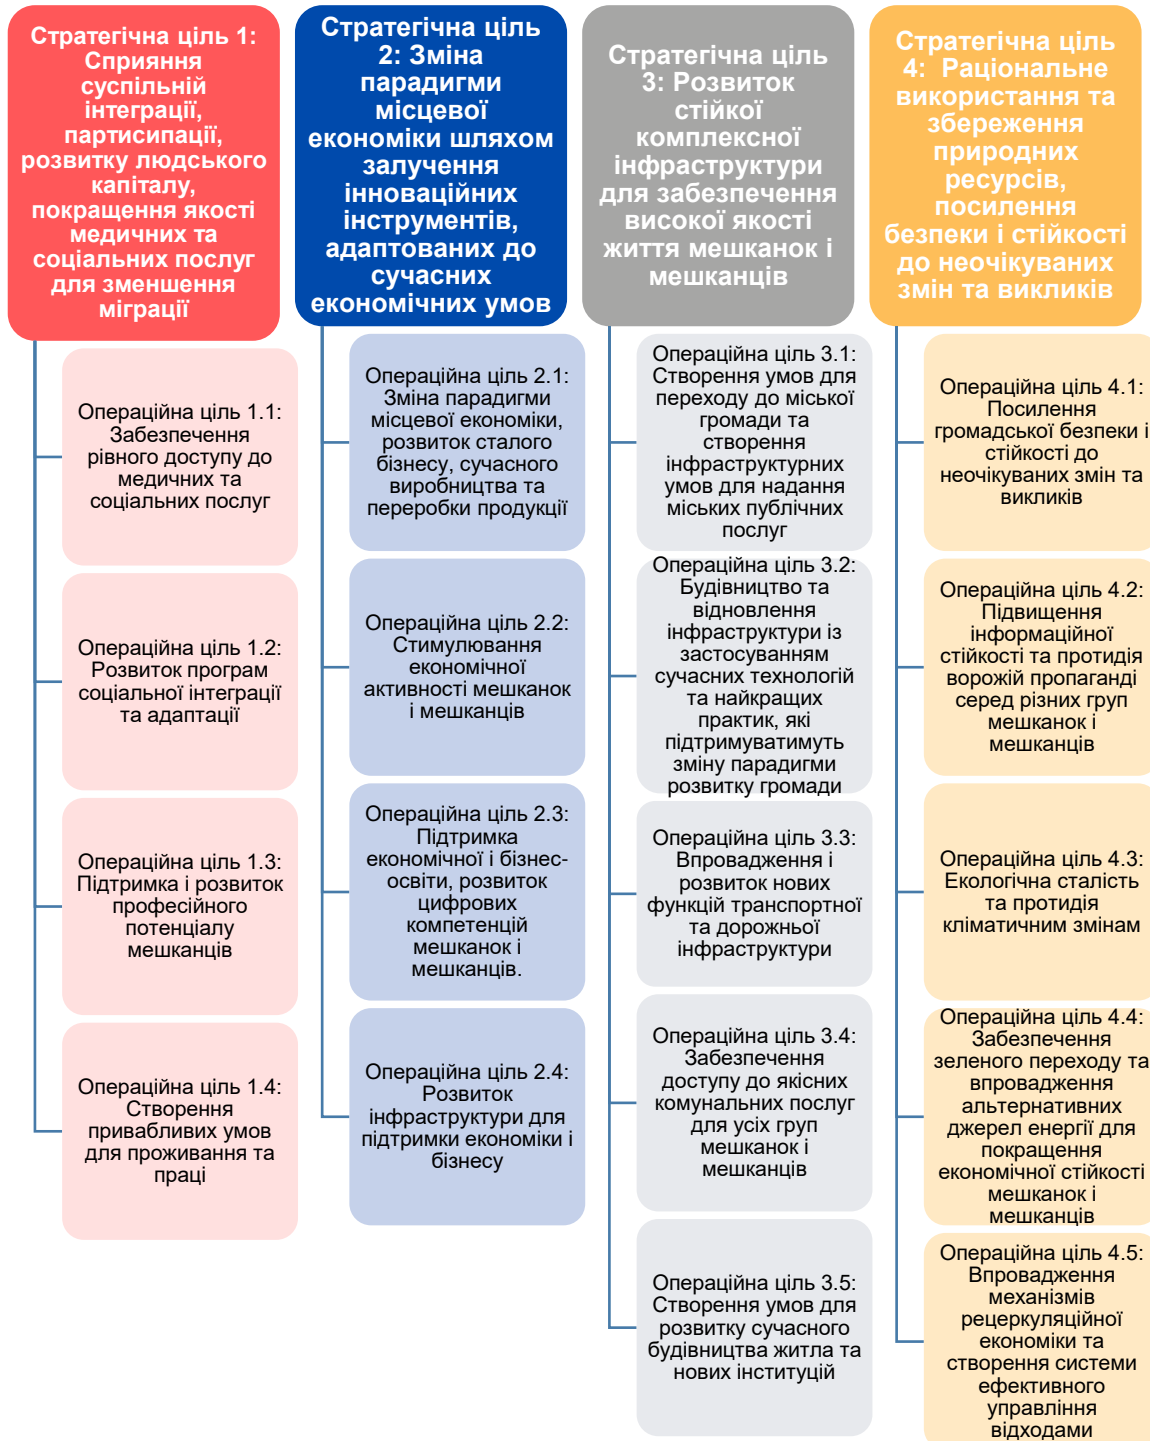 Стратегічна ціль 1:
Сприяння
суспільній
інтеграції,
партисипації,
розвитку людського
капіталу,
покращення якості
медичних та
соціальних послуг
для зменшення
міграції
Операційна ціль 1.1:
Забезпечення
рівного доступу до
медичних та
соціальних послуг
Операційна ціль 1.2:
Розвиток програм
соціальної інтеграції
та адаптації
Операційна ціль 1.3:
Підтримка і розвиток
професійного
потенціалу
мешканців
Операційна ціль 1.4:
Створення
привабливих умов
для проживання та
праці
Стратегічна ціль
2: Зміна
парадигми
місцевої
економіки шляхом
залучення
інноваційних
інструментів,
адаптованих до
сучасних
економічних умов
Операційна ціль 2.1:
Зміна парадигми
місцевої економіки,
розвиток сталого
бізнесу, сучасного
виробництва та
переробки продукції
Операційна ціль 2.2:
Стимулювання
економічної
активності мешканок
і мешканців
Операційна ціль 2.3:
Підтримка
економічної і бізнес-
освіти, розвиток
цифрових
компетенцій
мешканок і
мешканців.
Операційна ціль 2.4:
Розвиток
інфраструктури для
підтримки економіки і
бізнесу
Стратегічна ціль
3: Розвиток
стійкої
комплексної
інфраструктури
для забезпечення
високої якості
життя мешканок і
мешканців
Операційна ціль 3.1:
Створення умов для
переходу до міської
громади та
створення
інфраструктурних
умов для надання
міських публічних
послуг
Операційна ціль 3.2:
Будівництво та
відновлення
інфраструктури із
застосуванням
сучасних технологій
та найкращих
практик, які
підтримуватимуть
зміну парадигми
розвитку громади
Операційна ціль 3.3:
Впровадження і
розвиток нових
функцій транспортної
та дорожньої
інфраструктури
Операційна ціль 3.4:
Забезпечення
доступу до якісних
комунальних послуг
для усіх груп
мешканок і
мешканців
Операційна ціль 3.5:
Створення умов для
розвитку сучасного
будівництва житла та
нових інституцій
Стратегічна ціль
4: Раціональне
використання та
збереження
природних
ресурсів,
посилення
безпеки і стійкості
до неочікуваних
змін та викликів
Операційна ціль 4.1:
Посилення
громадської безпеки і
стійкості до
неочікуваних змін та
викликів
Операційна ціль 4.2:
Підвищення
інформаційної
стійкості та протидія
ворожій пропаганді
серед різних груп
мешканок і
мешканців
Операційна ціль 4.3:
Екологічна сталість
та протидія
кліматичним змінам
Операційна ціль 4.4:
Забезпечення
зеленого переходу та
впровадження
альтернативних
джерел енергії для
покращення
економічної стійкості
мешканок і
мешканців
Операційна ціль 4.5:
Впровадження
механізмів
рецеркуляційної
економіки та
створення системи
ефективного
управління
відходами